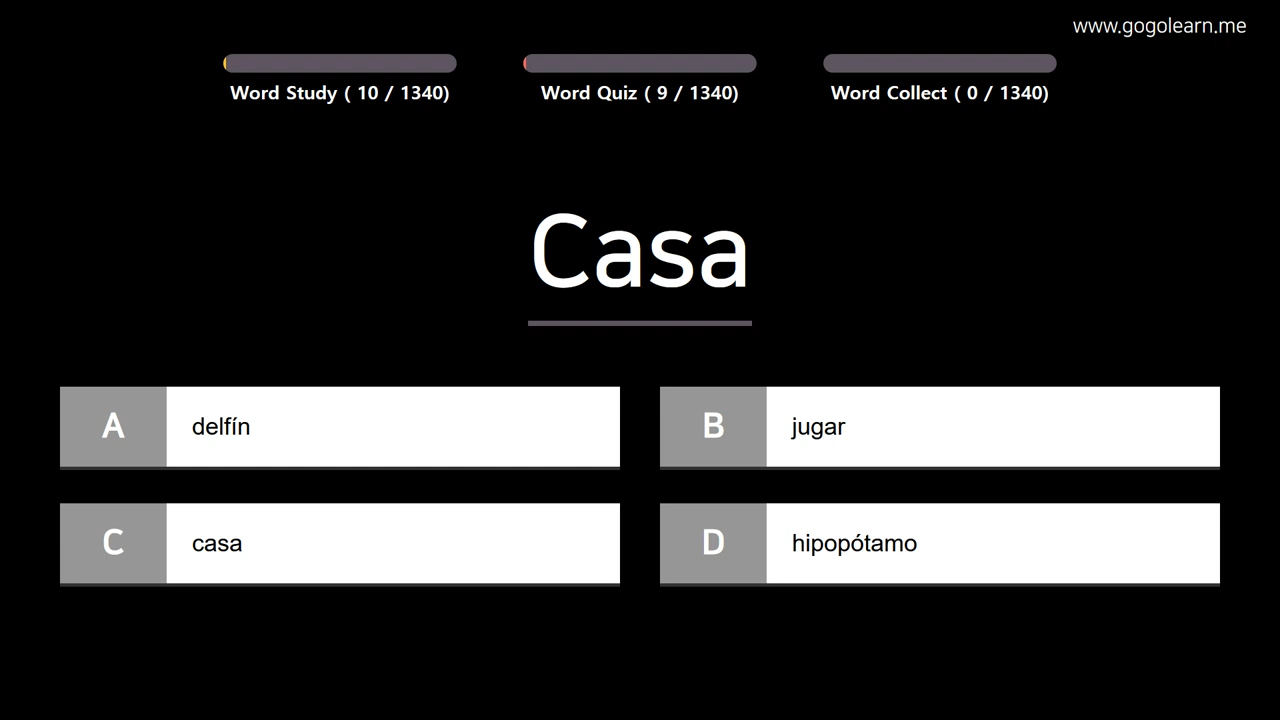 www.gogolearn.me
Word Study ( 10 / 1340)
Word Quiz ( 9 / 1340)
Word Collect ( 0 / 1340)
Casa
A delfín
B jugar
C casa
D hipopótamo